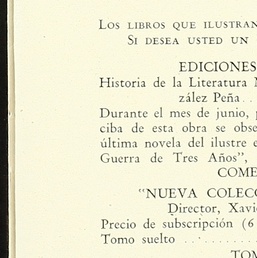 Los libros que ilustran
Si desea usted un
EDICIONES
Historia de la Literatura
zález Peña . .
Durante el mes de junio,
ciba de esta obra se obse
última novela del ilustre
Guerra de Tres Años",
COME
"NUEVA COLECC
Director, Xavi
Precio de subscripción (6
Tomo suelto . . . . . . . . .
TOM